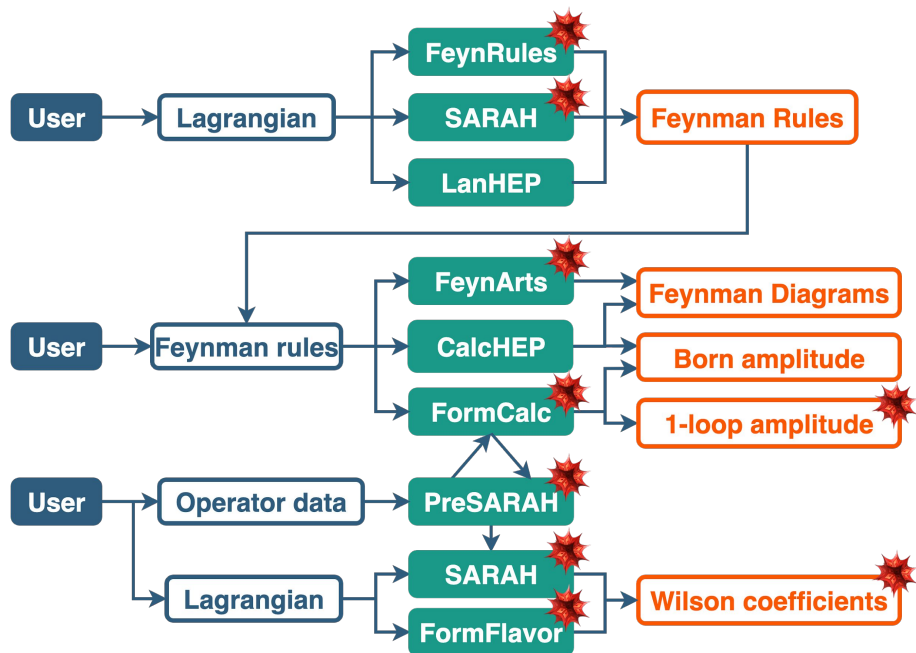 FeynRules
User
Lagrangian
SARAH
Feynman Rules
LanHEP
FeynArts
Feynman Diagrams
User
Feynman rules
CalcHEP
Born amplitude
FormCalc
1-loop amplitude
User
Operator data
PreSARAH
SARAH
Lagrangian
Wilson coefficients
FormFlavor